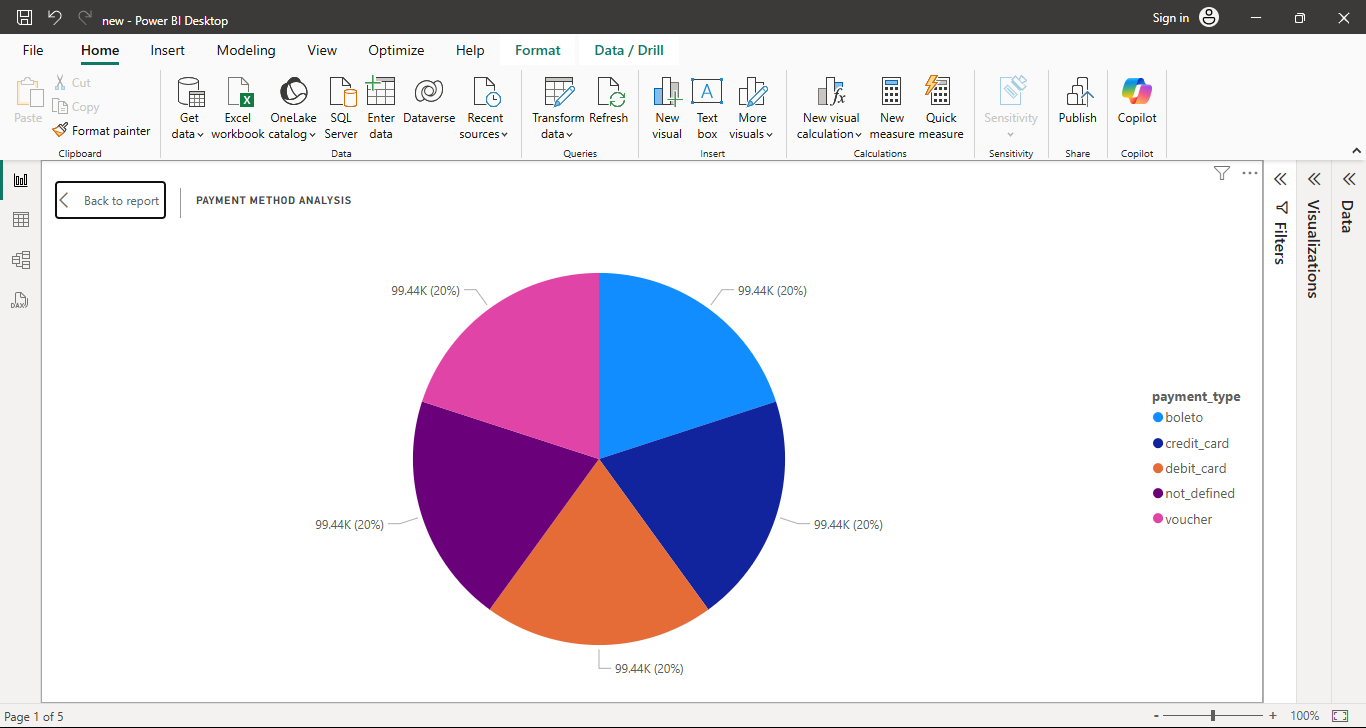 new - Power BI Desktop
Sign in
File Home Insert Modeling View Optimize Help Format Data / Drill
Paste
Cut
Copy
Format painter
Clipboard
Get data
Excel workbook
OneLake catalog
SQL Server
Enter data
Dataverse
Recent sources
Data
Transform data
Refresh
Queries
New visual
Text box
More visuals
Insert
New visual calculation
New measure
Quick measure
Calculations
Sensitivity
Sensitivity
Publish
Share
Copilot
Copilot
Back to report
PAYMENT METHOD ANALYSIS
99.44K (20%)
99.44K (20%)
99.44K (20%)
99.44K (20%)
99.44K (20%)
payment_type
boleto
credit_card
debit_card
not_defined
voucher
Filters
Visualizations
Data
DAX
Page 1 of 5
- + 100%